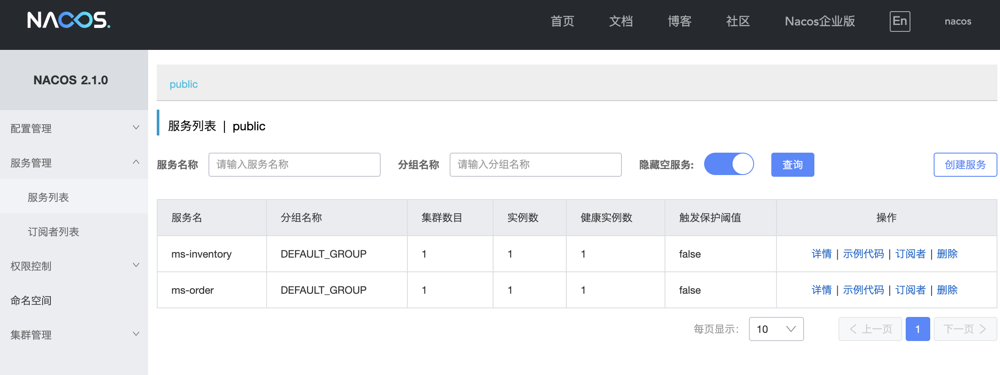 NACOS.
首页 文档 博客 社区 Nacos企业版 En nacos
NACOS 2.1.0
配置管理
服务管理
服务列表
订阅者列表
权限控制
命名空间
集群管理
public
服务列表 | public
服务名称 请输入服务名称 分组名称 请输入分组名称 隐藏空服务: 查询 创建服务
服务名 分组名称 集群数目 实例数 健康实例数 触发保护阈值 操作
ms-inventory DEFAULT_GROUP 1 1 1 false 详情 | 示例代码 | 订阅者 | 删除
ms-order DEFAULT_GROUP 1 1 1 false 详情 | 示例代码 | 订阅者 | 删除
每页显示: 10 上一页 1 下一页